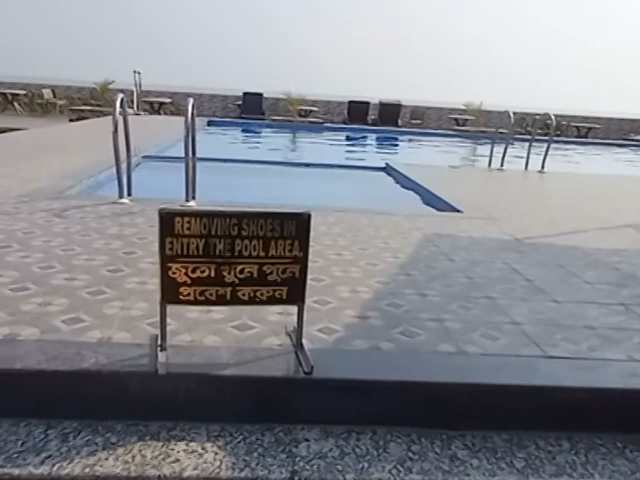 REMOVING SHOES IN
ENTRY THE POOL AREA.
জুতো খুলে পুলে
প্রবেশ করুন